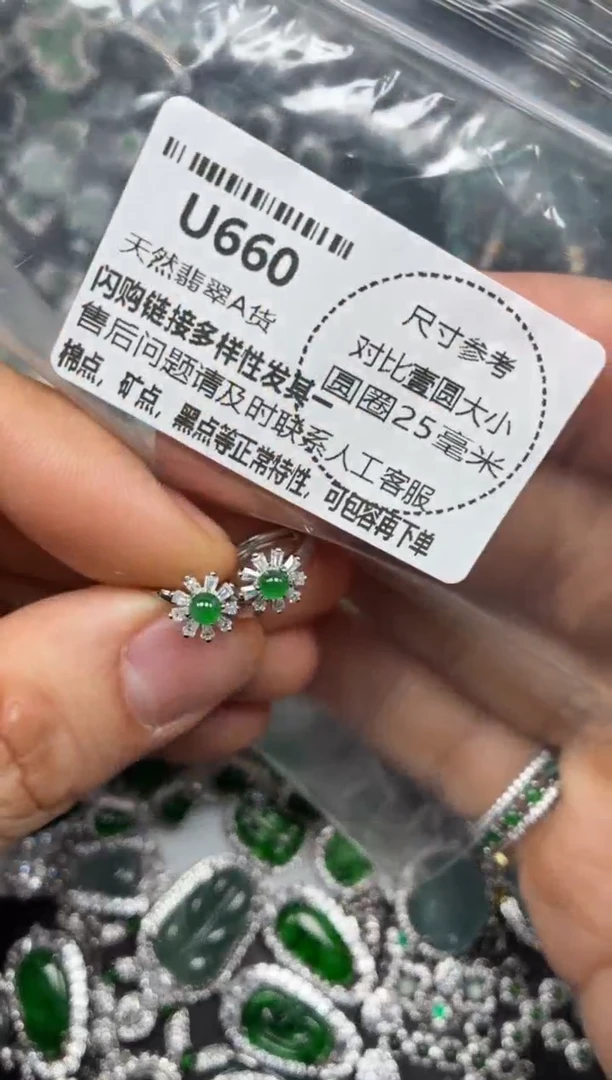 U660
天然翡翠A货
闪购链接多样性发其一
售后问题请及时联系人工客服
棉点，矿点，黑点等正常特性，可包容再下单
尺寸参考
对比壹圆大小
圆圈25毫米